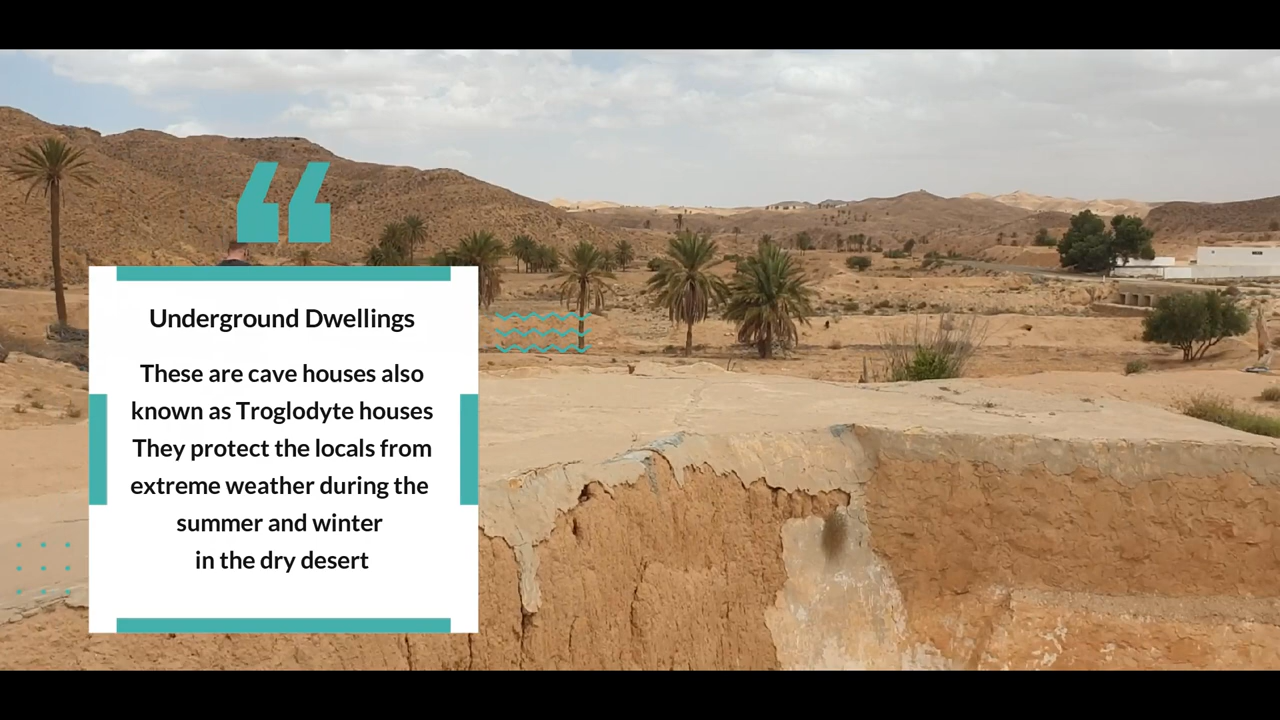 Underground Dwellings
These are cave houses also
known as Troglodyte houses
They protect the locals from
extreme weather during the
summer and winter
in the dry desert